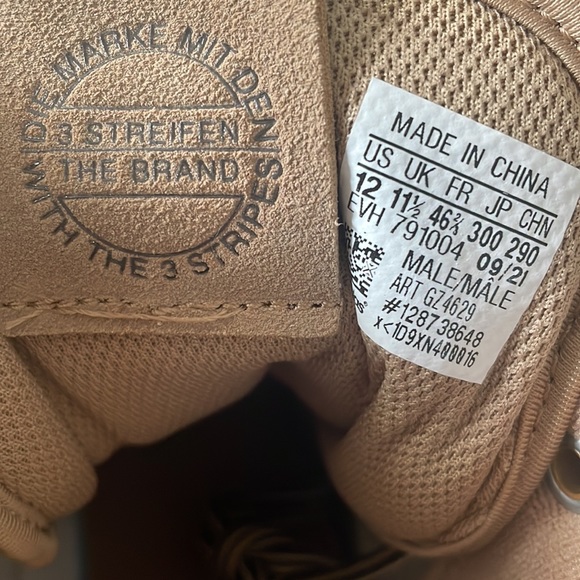 DIE MARKE MIT DEN
3 STREIFEN
THE BRAND
WITH THE 3 STRIPES
MADE IN CHINA
US UK FR JP CHN
12 11½ 46⅔ 300 290
EVH 791004 09/21
MALE/MÂLE
ART GZ4629
#128738648
X<1D9XN400016